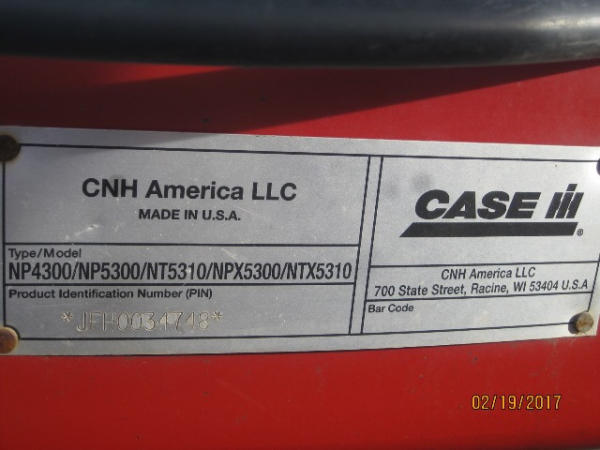 CNH America LLC
MADE IN U.S.A.
Type/Model
NP4300/NP5300/NT5310/NPX5300/NTX5310
Product Identification Number (PIN)
*JFH0034748*
CASE IH
®
CNH America LLC
700 State Street, Racine, WI 53404 U.S.A
Bar Code
02/19/2017